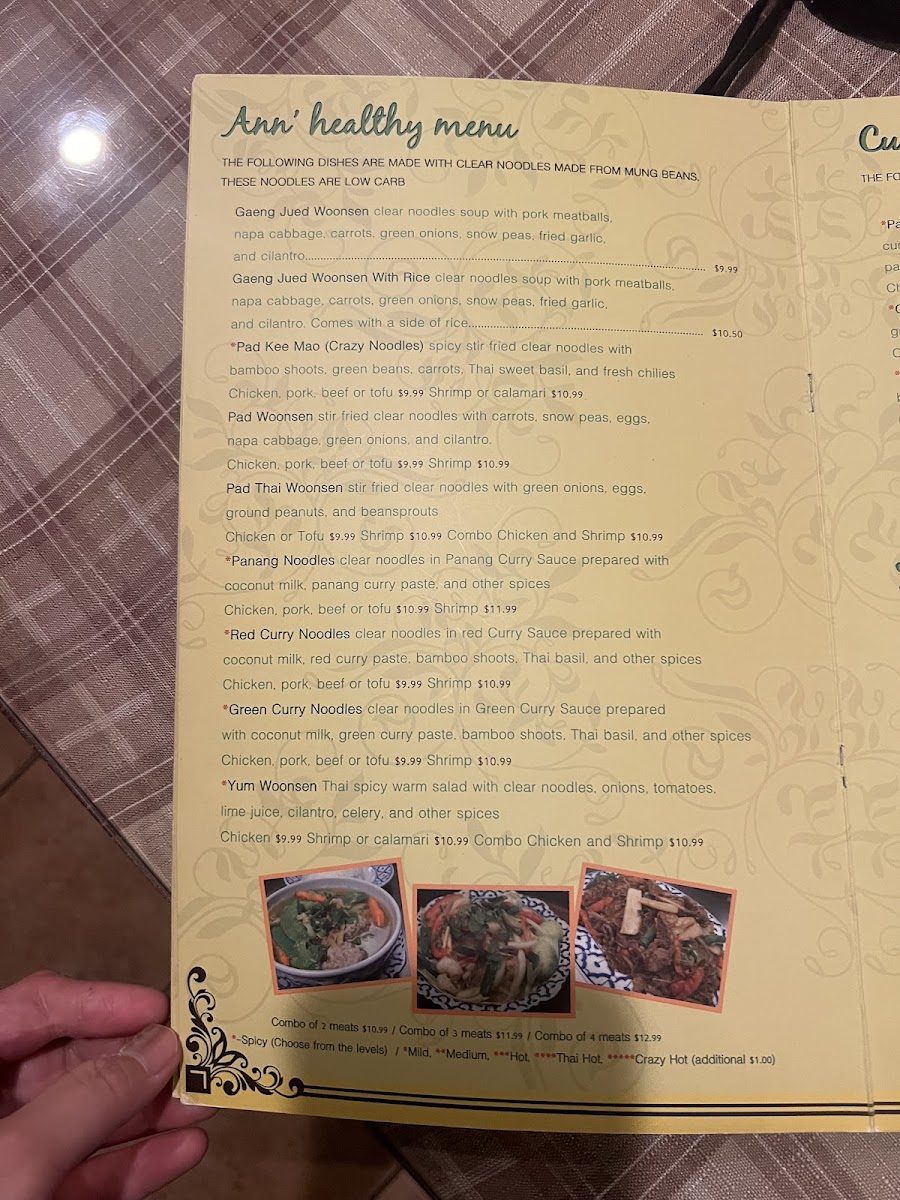 Ann' healthy menu
THE FOLLOWING DISHES ARE MADE WITH CLEAR NOODLES MADE FROM MUNG BEANS.
THESE NOODLES ARE LOW CARB
Gaeng Jued Woonsen clear noodles soup with pork meatballs,
napa cabbage, carrots, green onions, snow peas, fried garlic,
and cilantro. $9.99
Gaeng Jued Woonsen With Rice clear noodles soup with pork meatballs,
napa cabbage, carrots, green onions, snow peas, fried garlic,
and cilantro. Comes with a side of rice. $10.50
*Pad Kee Mao (Crazy Noodles) spicy stir fried clear noodles with
bamboo shoots, green beans, carrots, Thai sweet basil, and fresh chilies
Chicken, pork, beef or tofu $9.99 Shrimp or calamari $10.99
Pad Woonsen stir fried clear noodles with carrots, snow peas, eggs,
napa cabbage, green onions, and cilantro.
Chicken, pork, beef or tofu $9.99 Shrimp $10.99
Pad Thai Woonsen stir fried clear noodles with green onions, eggs,
ground peanuts, and beansprouts
Chicken or Tofu $9.99 Shrimp $10.99 Combo Chicken and Shrimp $10.99
*Panang Noodles clear noodles in Panang Curry Sauce prepared with
coconut milk, panang curry paste, and other spices
Chicken, pork, beef or tofu $10.99 Shrimp $11.99
*Red Curry Noodles clear noodles in red Curry Sauce prepared with
coconut milk, red curry paste, bamboo shoots, Thai basil, and other spices
Chicken, pork, beef or tofu $9.99 Shrimp $10.99
*Green Curry Noodles clear noodles in Green Curry Sauce prepared
with coconut milk, green curry paste, bamboo shoots, Thai basil, and other spices
Chicken, pork, beef or tofu $9.99 Shrimp $10.99
*Yum Woonsen Thai spicy warm salad with clear noodles, onions, tomatoes,
lime juice, cilantro, celery, and other spices
Chicken $9.99 Shrimp or calamari $10.99 Combo Chicken and Shrimp $10.99
Combo of 2 meats $10.99 / Combo of 3 meats $11.99 / Combo of 4 meats $12.99
*-Spicy (Choose from the levels) / *Mild, **Medium, ***Hot, ****Thai Hot, *****Crazy Hot (additional $1.00)